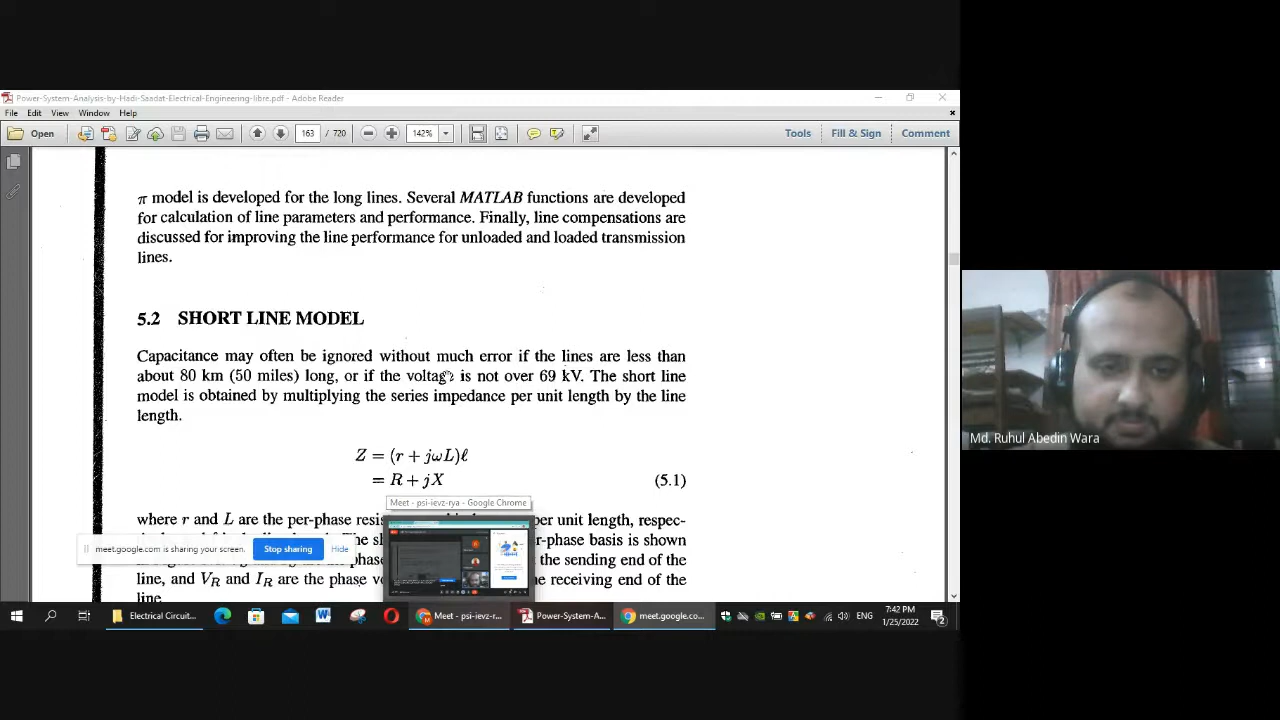 Power-System-Analysis-by-Hadi-Saadat-Electrical-Engineering-libre.pdf - Adobe Reader
File Edit View Window Help
Open 163 / 720 142% Tools Fill & Sign Comment
π model is developed for the long lines. Several MATLAB functions are developed
for calculation of line parameters and performance. Finally, line compensations are
discussed for improving the line performance for unloaded and loaded transmission
lines.
5.2 SHORT LINE MODEL
Capacitance may often be ignored without much error if the lines are less than
about 80 km (50 miles) long, or if the voltage is not over 69 kV. The short line
model is obtained by multiplying the series impedance per unit length by the line
length.
Z = (r + jωL)ℓ
= R + jX (5.1)
Meet - psi-ievz-rya - Google Chrome
where r and L are the per-phase per unit length, respec-
-phase basis is shown
the phase the sending end of the
line, and VR and IR are the phase receiving end of the
line.
meet.google.com is sharing your screen. Stop sharing Hide
Md. Ruhul Abedin Wara
Electrical Circuit...
Meet - psi-ievz-r...
Power-System-A...
meet.google.co...
ENG
7:42 PM
1/25/2022
2